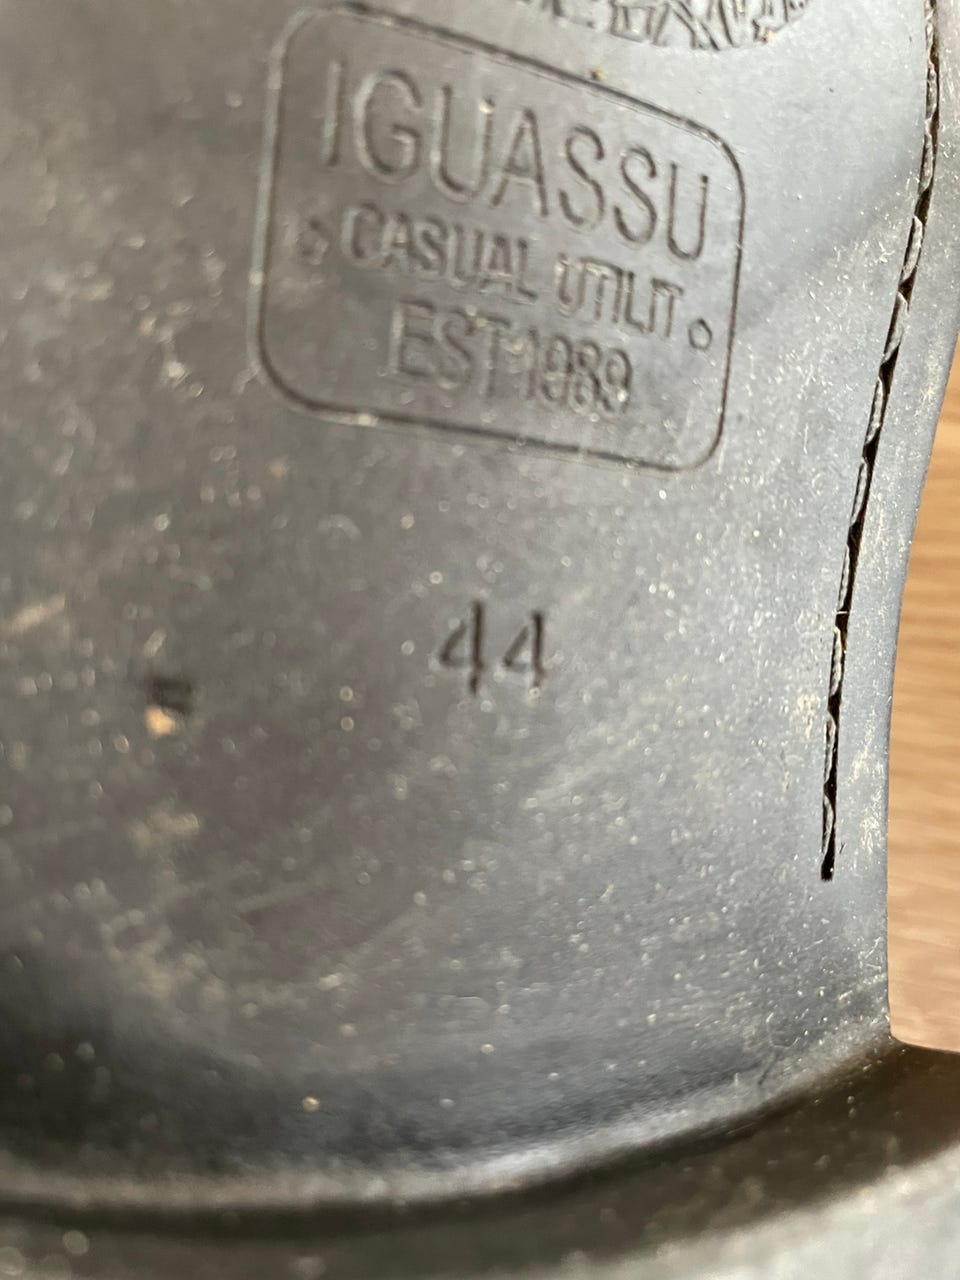 IGUASSU
CASUAL UTILIT
EST 1989
44